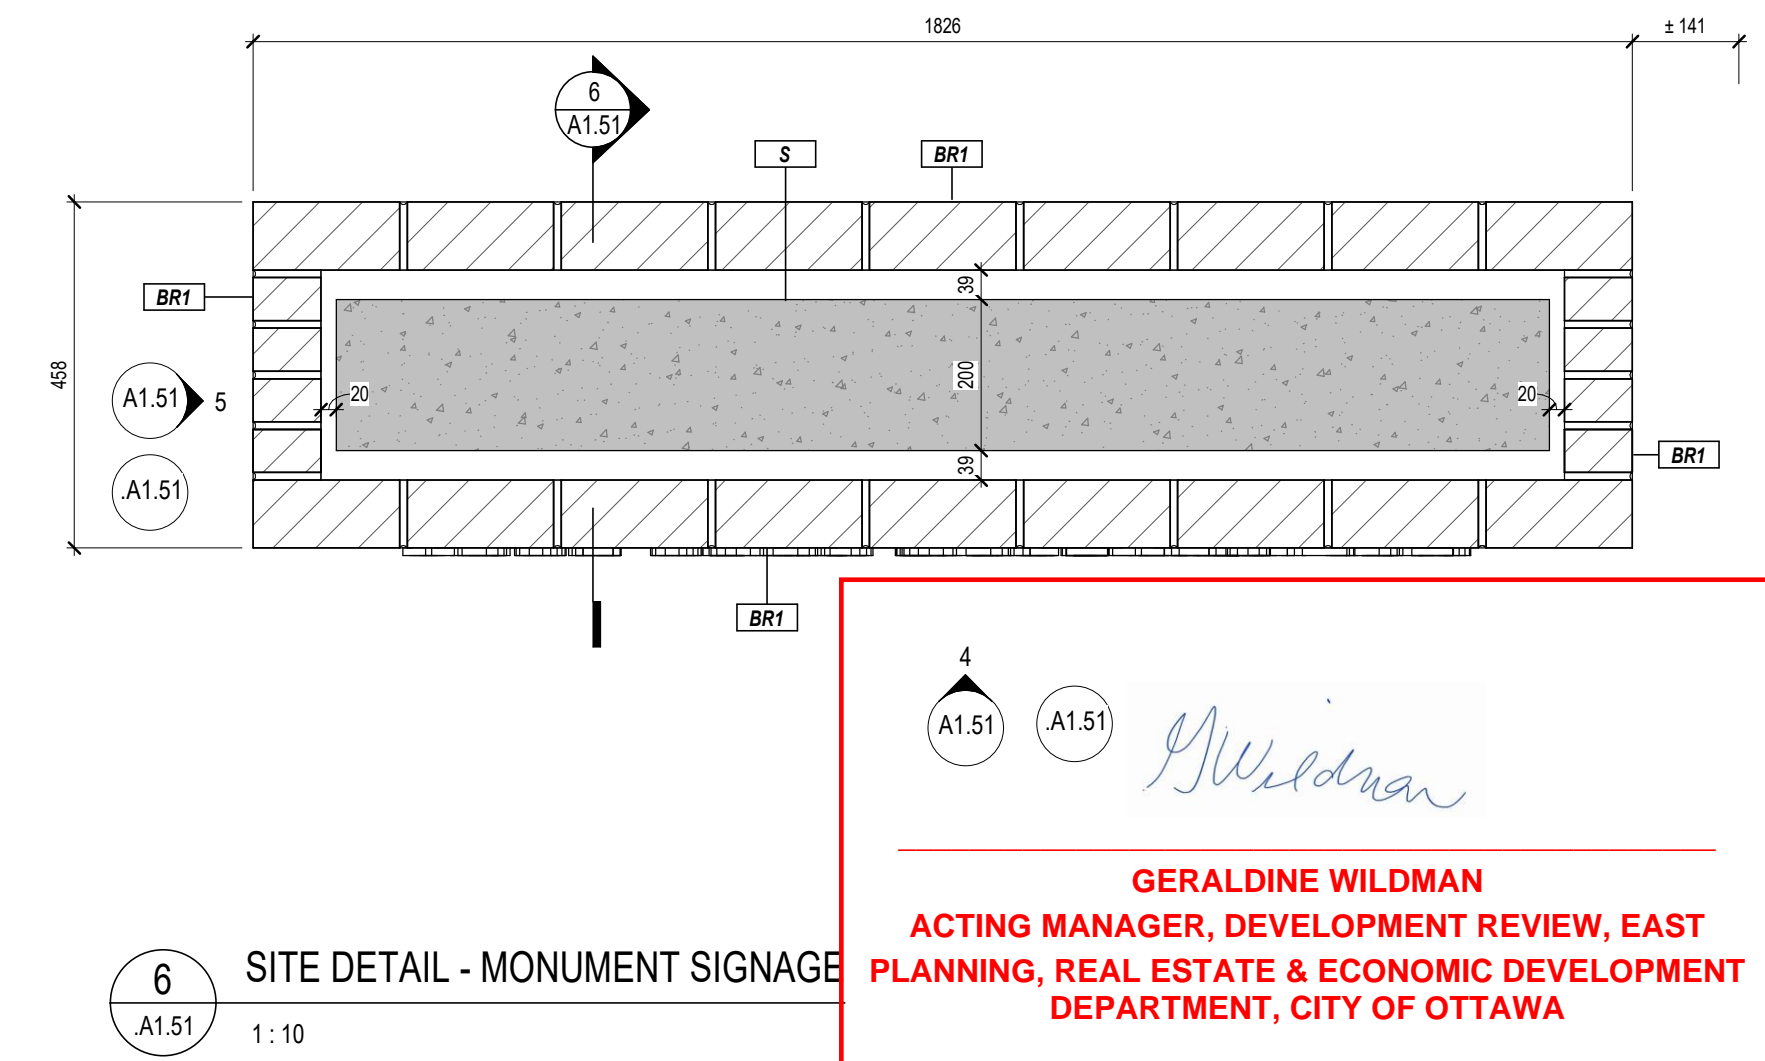 1826
± 141
6
A1.51
S
BR1
BR1
39
458
200
20
20
A1.51
5
39
BR1
.A1.51
BR1
4
A1.51
.A1.51
GWildman
GERALDINE WILDMAN
ACTING MANAGER, DEVELOPMENT REVIEW, EAST
PLANNING, REAL ESTATE & ECONOMIC DEVELOPMENT
DEPARTMENT, CITY OF OTTAWA
6
SITE DETAIL - MONUMENT SIGNAGE
.A1.51
1 : 10